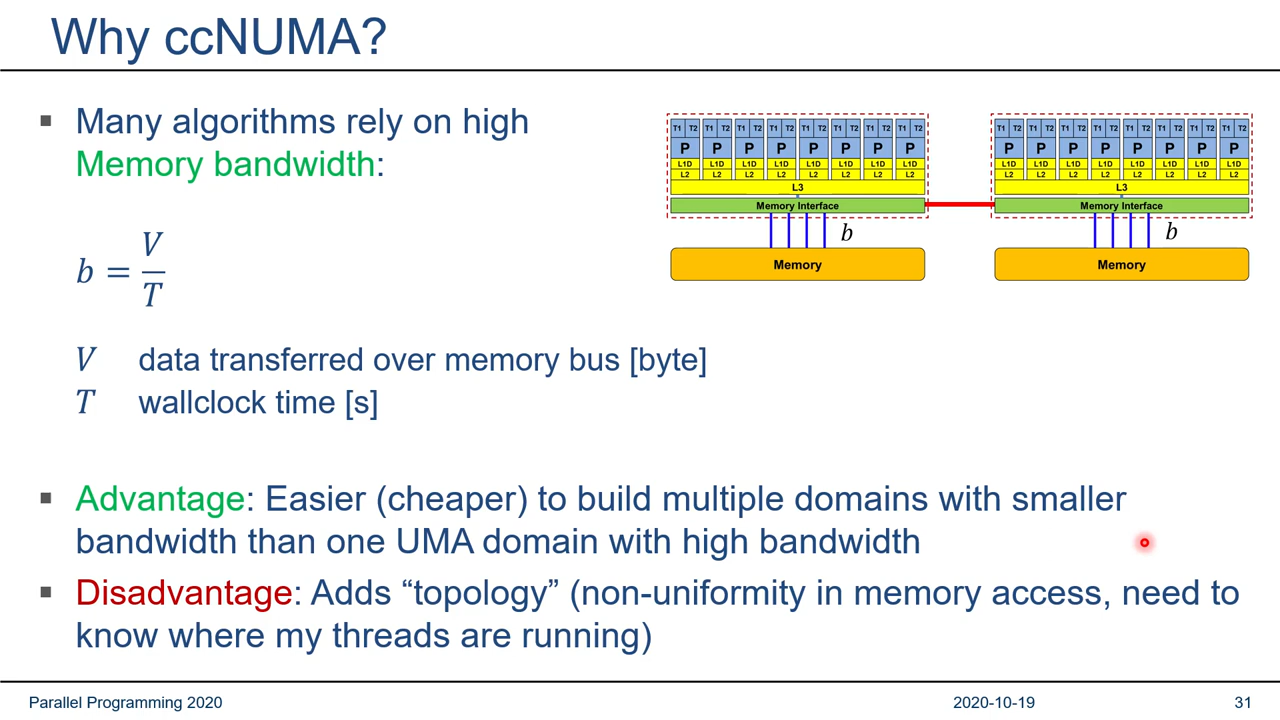 Why ccNUMA?
▪ Many algorithms rely on high
Memory bandwidth:
b = V/T
V data transferred over memory bus [byte]
T wallclock time [s]
T1 T2 T1 T2 T1 T2 T1 T2 T1 T2 T1 T2 T1 T2 T1 T2
P P P P P P P P
L1D L1D L1D L1D L1D L1D L1D L1D
L2 L2 L2 L2 L2 L2 L2 L2
L3
Memory Interface
b
Memory
T1 T2 T1 T2 T1 T2 T1 T2 T1 T2 T1 T2 T1 T2 T1 T2
P P P P P P P P
L1D L1D L1D L1D L1D L1D L1D L1D
L2 L2 L2 L2 L2 L2 L2 L2
L3
Memory Interface
b
Memory
▪ Advantage: Easier (cheaper) to build multiple domains with smaller
bandwidth than one UMA domain with high bandwidth
▪ Disadvantage: Adds “topology” (non-uniformity in memory access, need to
know where my threads are running)
Parallel Programming 2020 2020-10-19 31